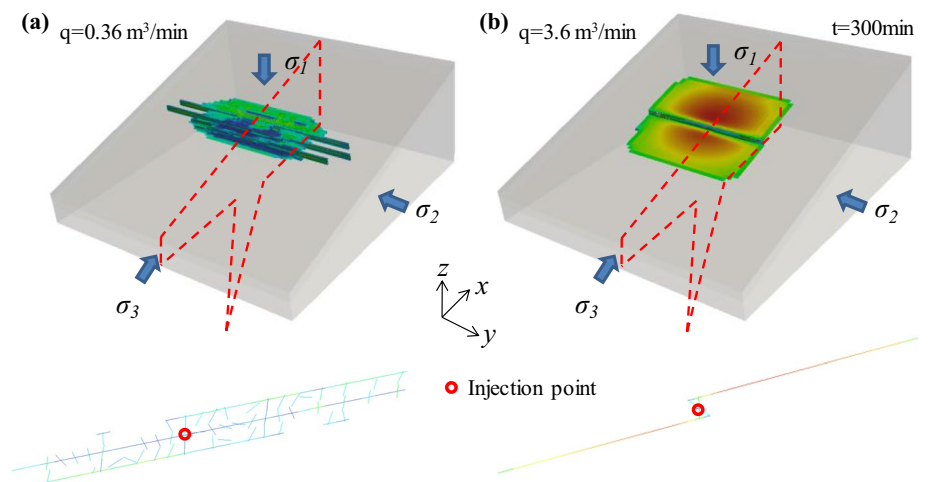 (a)
q=0.36 m³/min
σ1
σ2
σ3
(b)
q=3.6 m³/min
t=300min
σ1
σ2
σ3
z
x
y
Injection point